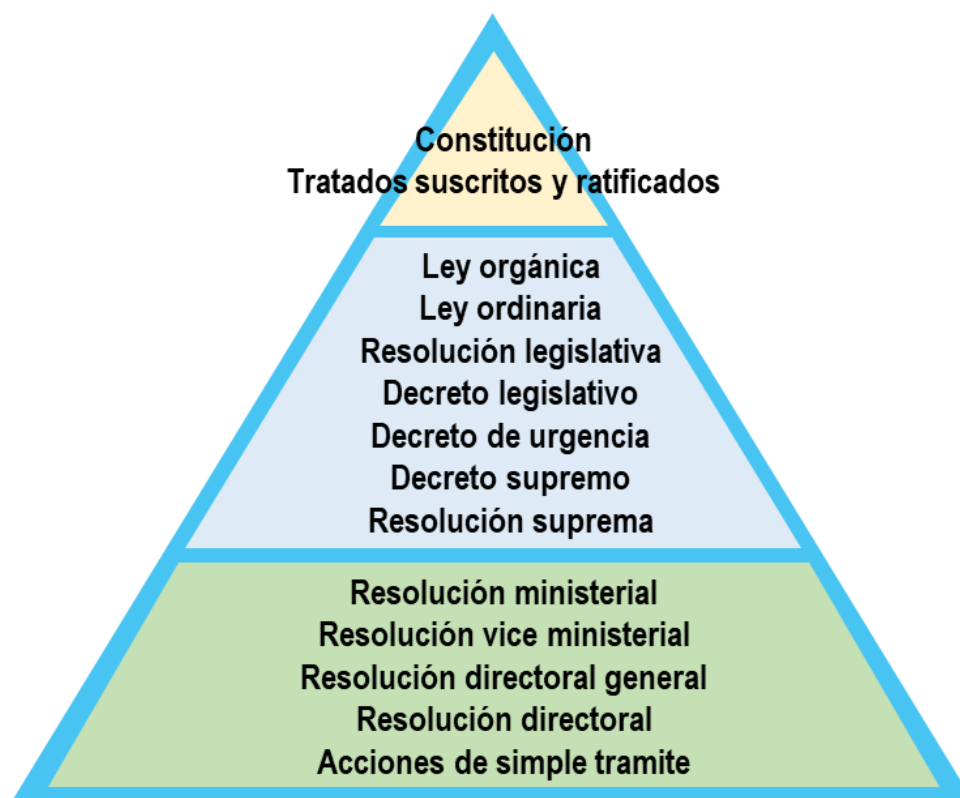 Constitución
Tratados suscritos y ratificados
Ley orgánica
Ley ordinaria
Resolución legislativa
Decreto legislativo
Decreto de urgencia
Decreto supremo
Resolución suprema
Resolución ministerial
Resolución vice ministerial
Resolución directoral general
Resolución directoral
Acciones de simple tramite